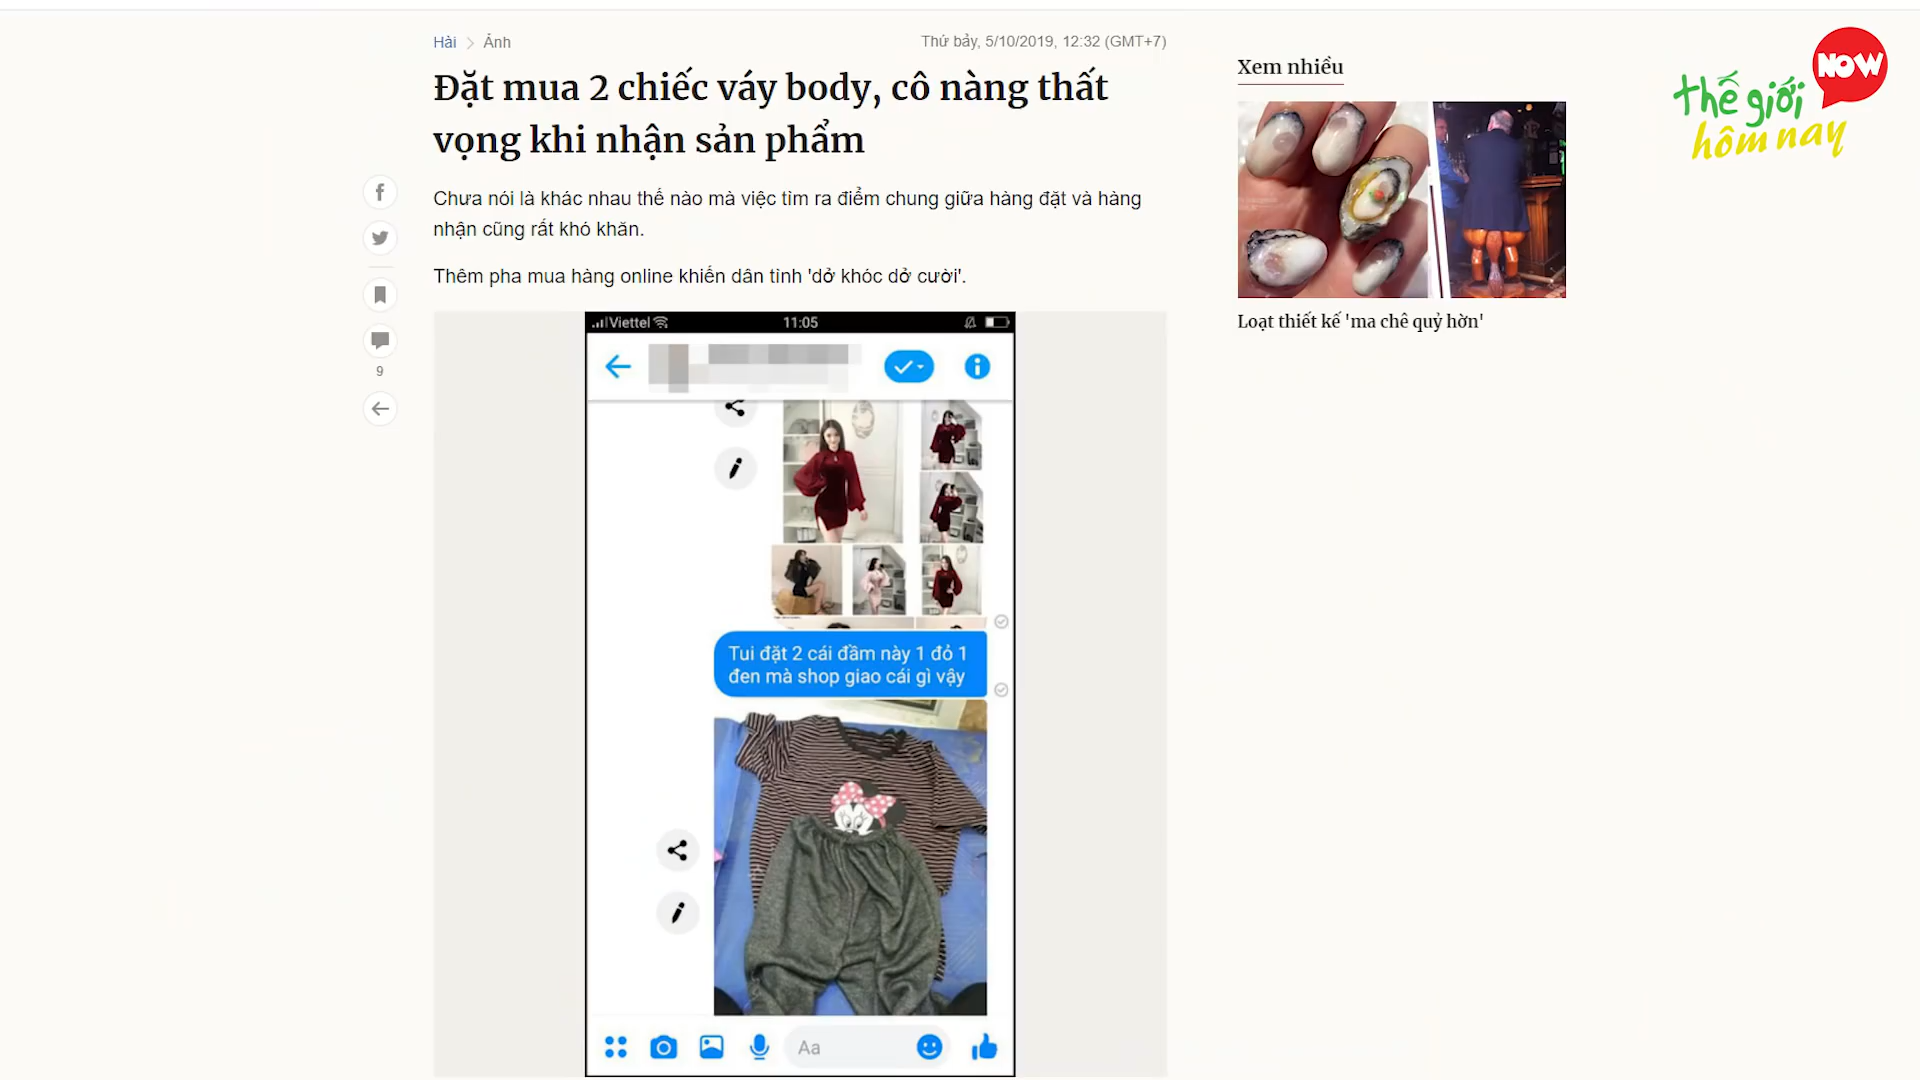 Hài > Ảnh
Thứ bảy, 5/10/2019, 12:32 (GMT+7)
Đặt mua 2 chiếc váy body, cô nàng thất
vọng khi nhận sản phẩm
Chưa nói là khác nhau thế nào mà việc tìm ra điểm chung giữa hàng đặt và hàng
nhận cũng rất khó khăn.
Thêm pha mua hàng online khiến dân tình 'dở khóc dở cười'.
9
Viettel
11:05
Tui đặt 2 cái đầm này 1 đỏ 1
đen mà shop giao cái gì vậy
Aa
Xem nhiều
Loạt thiết kế 'ma chê quỷ hờn'
NOW
thế giới
hôm nay